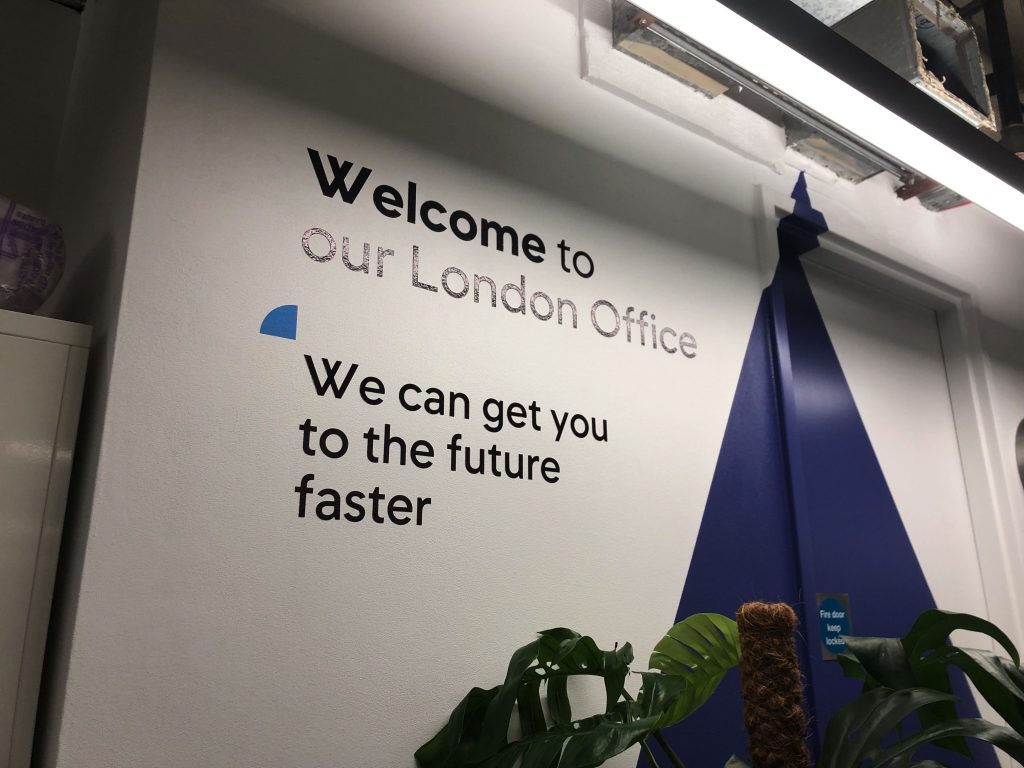 Welcome to
our London Office
We can get you
to the future
faster
Fire door
keep
locked